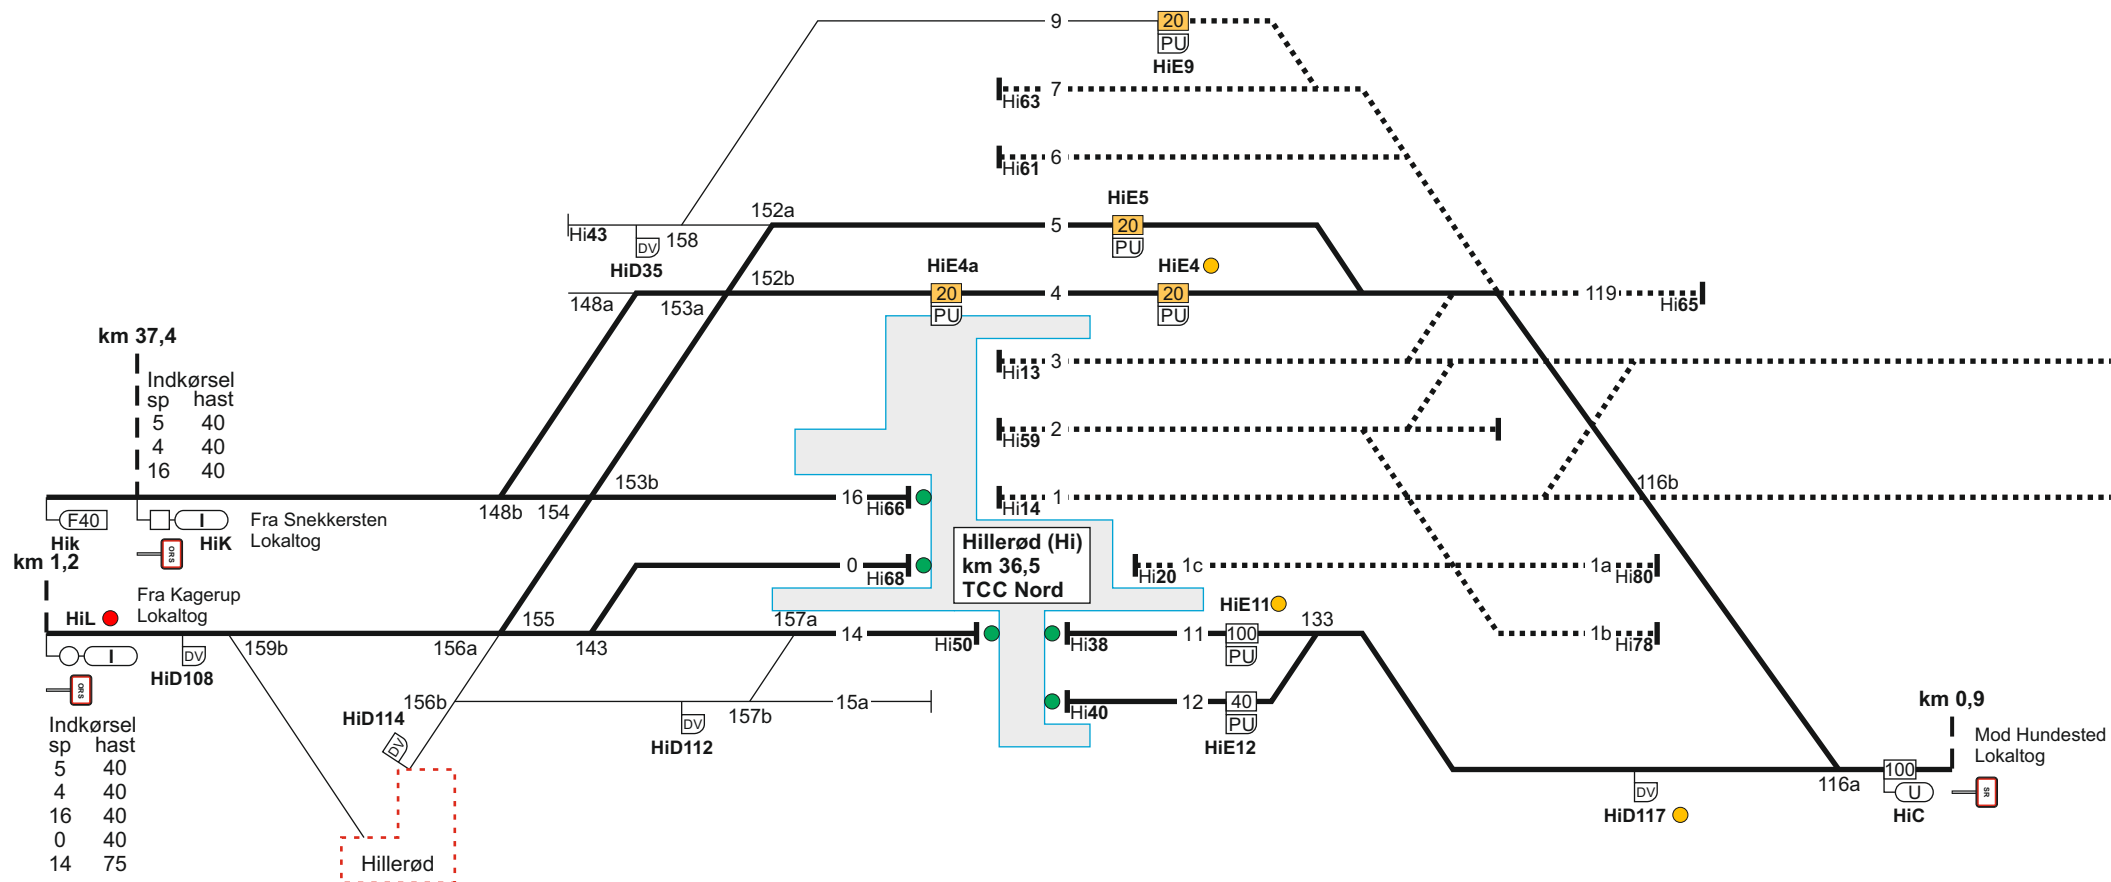 9
20
PU
HiE9
Hi63
7
Hi61
6
HiE5
152a
5
20
PU
Hi43
DV
158
HiD35
HiE4a
HiE4
152b
20
4
20
148a
153a
PU
PU
119
Hi65
km 37,4
Indkørsel
sp hast
5 40
4 40
16 40
Hi13
3
Hi59
2
153b
16
Hi66
Hi14
1
116b
F40
I
148b
154
Hik
HiK
Fra Snekkersten
Lokaltog
ORS
km 1,2
Hillerød (Hi)
km 36,5
TCC Nord
0
Hi68
1c
Hi20
1a
Hi80
Fra Kagerup
Lokaltog
HiL
HiE11
155
157a
133
14
Hi50
Hi38
11
100
PU
1b
Hi78
I
DV
159b
156a
143
HiD108
ORS
156b
15a
Hi40
12
40
PU
HiE12
HiD114
DV
DV
157b
HiD112
km 0,9
Mod Hundested
Lokaltog
Indkørsel
sp hast
5 40
4 40
16 40
0 40
14 75
100
U
HiC
116a
SR
DV
HiD117
Hillerød